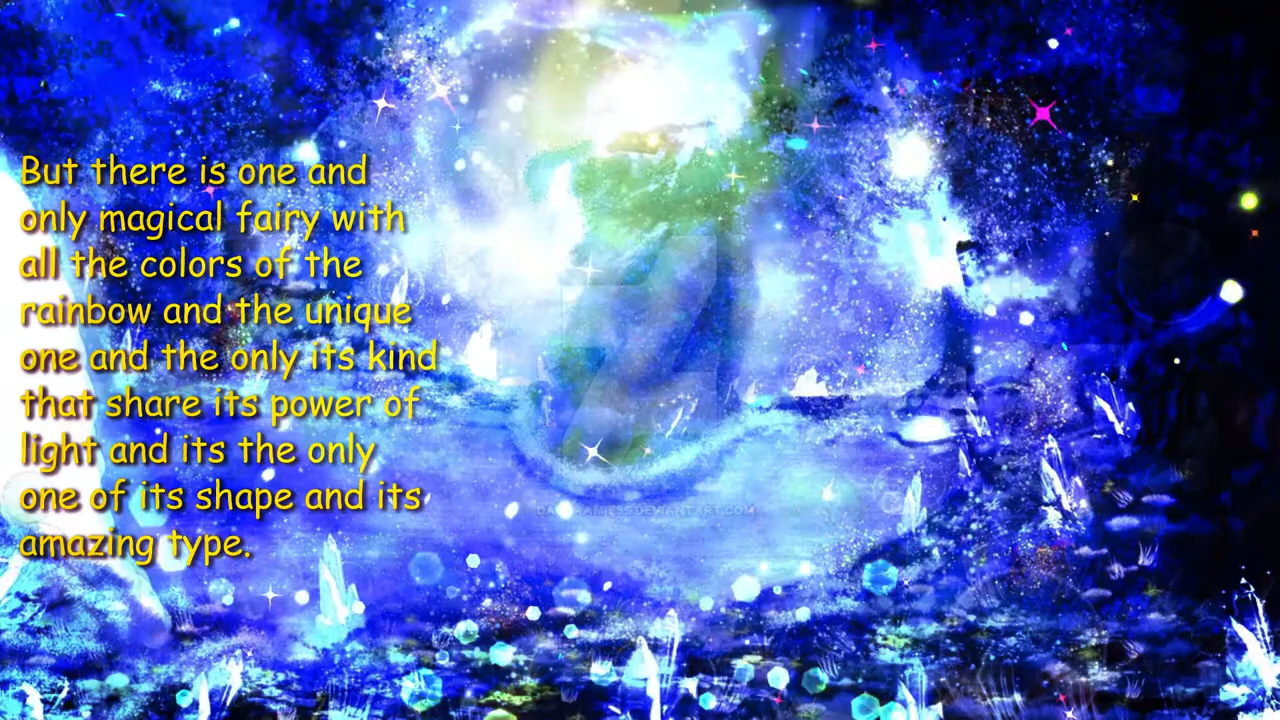 But there is one and
only magical fairy with
all the colors of the
rainbow and the unique
one and the only its kind
that share its power of
light and its the only
one of its shape and its
amazing type.